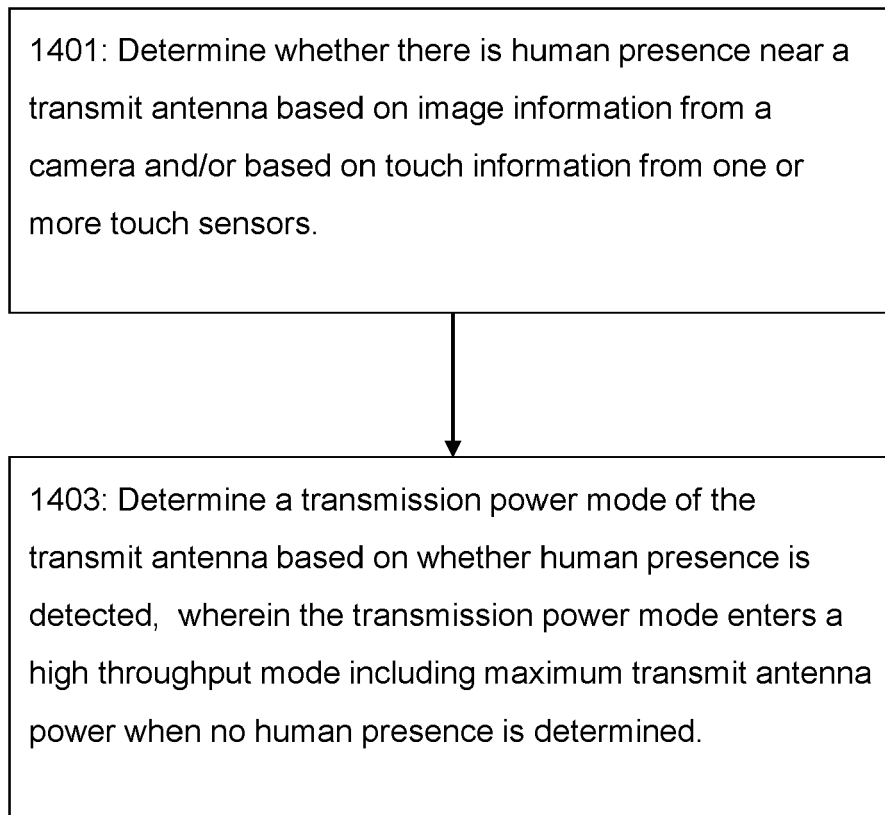 1401: Determine whether there is human presence near a
transmit antenna based on image information from a
camera and/or based on touch information from one or
more touch sensors.
1403: Determine a transmission power mode of the
transmit antenna based on whether human presence is
detected,  wherein the transmission power mode enters a
high throughput mode including maximum transmit antenna
power when no human presence is determined.